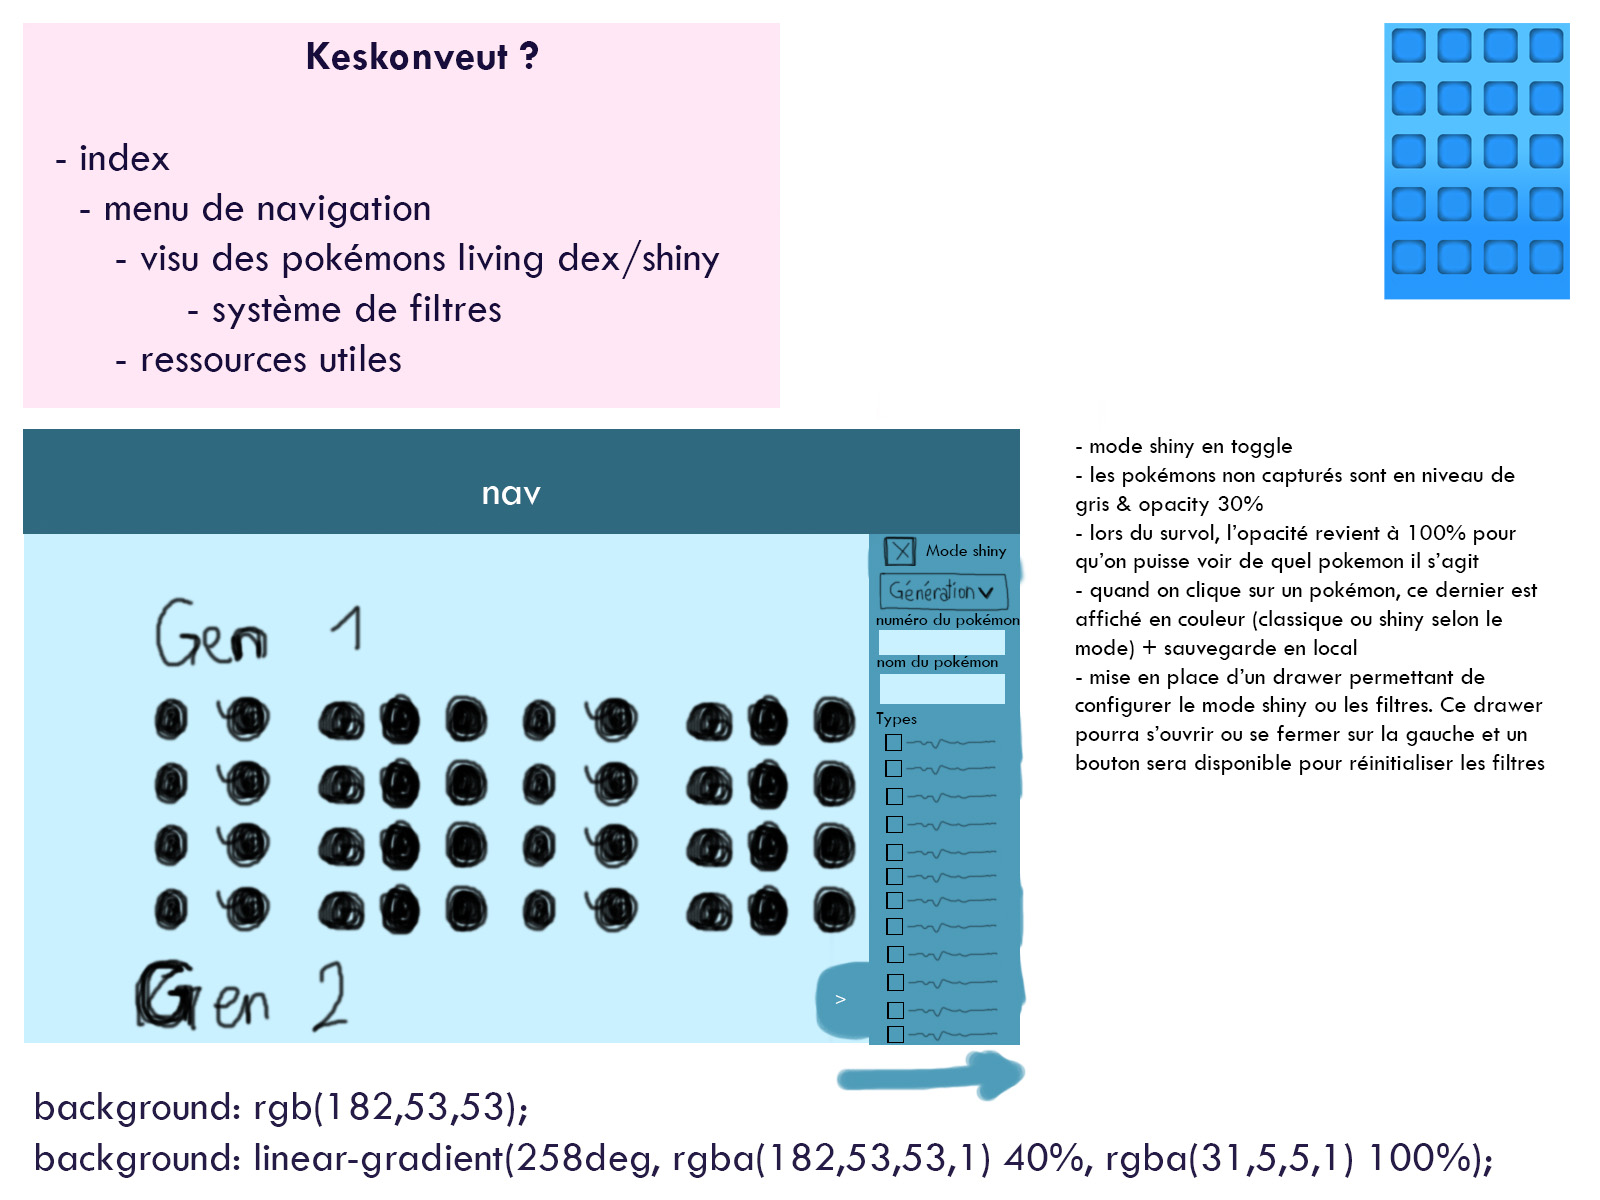 Keskonveut ?
- index
- menu de navigation
- visu des pokémons living dex/shiny
- système de filtres
- ressources utiles
nav
Gen 1
Gen 2
Mode shiny
Génération
numéro du pokémon
nom du pokémon
Types
>
- mode shiny en toggle
- les pokémons non capturés sont en niveau de
gris & opacity 30%
- lors du survol, l'opacité revient à 100% pour
qu'on puisse voir de quel pokemon il s'agit
- quand on clique sur un pokémon, ce dernier est
affiché en couleur (classique ou shiny selon le
mode) + sauvegarde en local
- mise en place d'un drawer permettant de
configurer le mode shiny ou les filtres. Ce drawer
pourra s'ouvrir ou se fermer sur la gauche et un
bouton sera disponible pour réinitialiser les filtres
background: rgb(182,53,53);
background: linear-gradient(258deg, rgba(182,53,53,1) 40%, rgba(31,5,5,1) 100%);